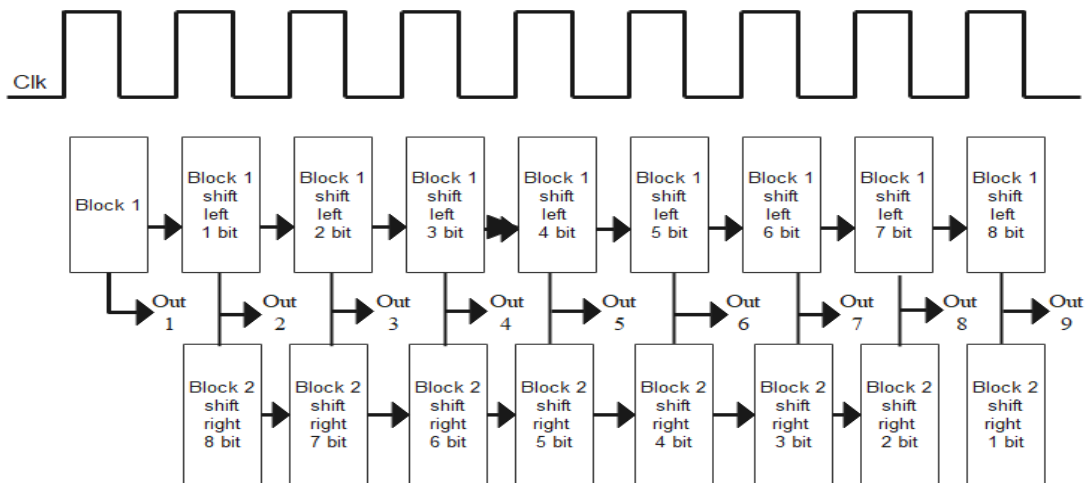 Clk
Block 1
Block 1
shift
left
1 bit
Block 1
shift
left
2 bit
Block 1
shift
left
3 bit
Block 1
shift
left
4 bit
Block 1
shift
left
5 bit
Block 1
shift
left
6 bit
Block 1
shift
left
7 bit
Block 1
shift
left
8 bit
Out
1
Out
2
Out
3
Out
4
Out
5
Out
6
Out
7
Out
8
Out
9
Block 2
shift
right
8 bit
Block 2
shift
right
7 bit
Block 2
shift
right
6 bit
Block 2
shift
right
5 bit
Block 2
shift
right
4 bit
Block 2
shift
right
3 bit
Block 2
shift
right
2 bit
Block 2
shift
right
1 bit